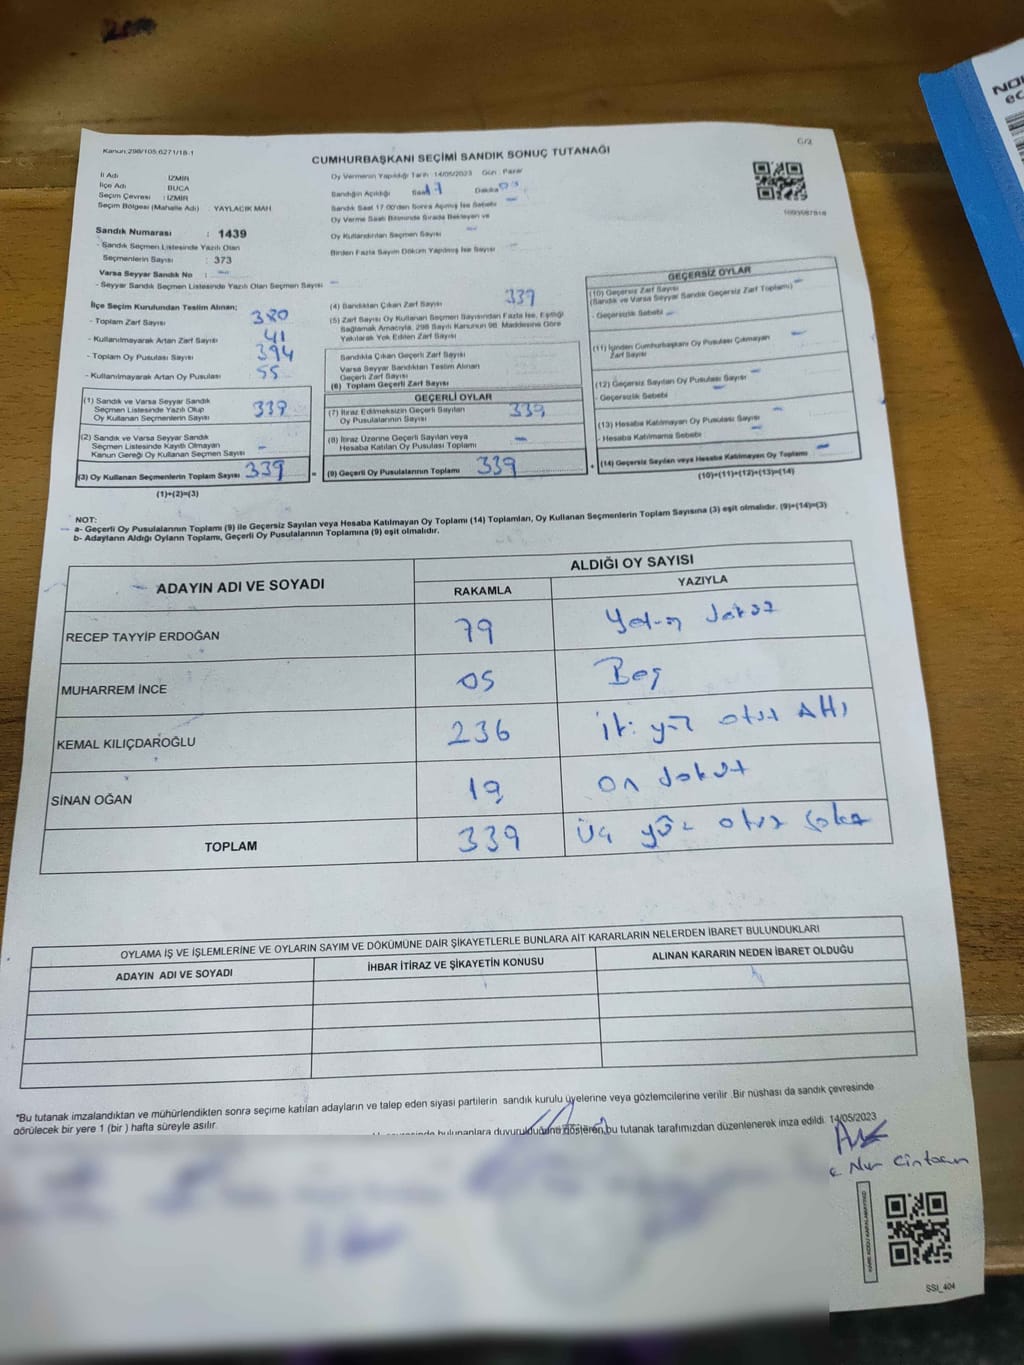 Kanun:298/105;6271/18-1
G/2
CUMHURBAŞKANI SEÇİMİ SANDIK SONUÇ TUTANAĞI
İl Adı : İZMİR
İlçe Adı : BUCA
Seçim Çevresi : İZMİR
Seçim Bölgesi (Mahalle Adı) : YAYLACIK MAH.
Sandık Numarası : 1439
- Sandık Seçmen Listesinde Yazılı Olan
Seçmenlerin Sayısı : 373
Varsa Seyyar Sandık No : -
- Seyyar Sandık Seçmen Listesinde Yazılı Olan Seçmen Sayısı -
Oy Vermenin Yapıldığı Tarih : 14/05/2023 Gün : Pazar
Sandığın Açıldığı Saat 17 Dakika 05
Sandık Saat 17.00'den Sonra Açılmış İse Sebebi -
Oy Verme Saati Bitiminde Sırada Bekleyen ve
Oy Kullandırılan Seçmen Sayısı -
Birden Fazla Sayım Döküm Yapılmış İse Sayısı -
İlçe Seçim Kurulundan Teslim Alınan;
- Toplam Zarf Sayısı 380
- Kullanılmayarak Artan Zarf Sayısı 41
- Toplam Oy Pusulası Sayısı 394
- Kullanılmayarak Artan Oy Pusulası 55
(1) Sandık ve Varsa Seyyar Sandık
Seçmen Listesinde Yazılı Olup
Oy Kullanan Seçmenlerin Sayısı 339
(2) Sandık ve Varsa Seyyar Sandık
Seçmen Listesinde Kayıtlı Olmayan
Kanun Gereği Oy Kullanan Seçmen Sayısı -
(3) Oy Kullanan Seçmenlerin Toplam Sayısı 339
(1)+(2)=(3)
(4) Sandıktan Çıkan Zarf Sayısı 339
(5) Zarf Sayısı Oy Kullanan Seçmen Sayısından Fazla İse, Eşitliği
Sağlamak Amacıyla, 298 Sayılı Kanunun 98. Maddesine Göre
Yakılarak Yok Edilen Zarf Sayısı
Sandıkta Çıkan Geçerli Zarf Sayısı
Varsa Seyyar Sandıktan Teslim Alınan
Geçerli Zarf Sayısı
(6) Toplam Geçerli Zarf Sayısı
GEÇERLİ OYLAR
(7) İtiraz Edilmeksizin Geçerli Sayılan
Oy Pusulalarının Sayısı 339
(8) İtiraz Üzerine Geçerli Sayılan veya
Hesaba Katılan Oy Pusulası Toplamı -
= (9) Geçerli Oy Pusulalarının Toplamı 339
GEÇERSİZ OYLAR
(10) Geçersiz Zarf Sayısı
(Sandık ve Varsa Seyyar Sandık Geçersiz Zarf Toplamı) -
- Geçersizlik Sebebi -
(11) İçinden Cumhurbaşkanı Oy Pusulası Çıkmayan
Zarf Sayısı -
(12) Geçersiz Sayılan Oy Pusulası Sayısı -
- Geçersizlik Sebebi -
(13) Hesaba Katılmayan Oy Pusulası Sayısı -
- Hesaba Katılmama Sebebi -
+ (14) Geçersiz Sayılan veya Hesaba Katılmayan Oy Toplamı -
(10)+(11)+(12)+(13)=(14)
NOT:
a- Geçerli Oy Pusulalarının Toplamı (9) ile Geçersiz Sayılan veya Hesaba Katılmayan Oy Toplamı (14) Toplamları, Oy Kullanan Seçmenlerin Toplam Sayısına (3) eşit olmalıdır. (9)+(14)=(3)
b- Adayların Aldığı Oyların Toplamı, Geçerli Oy Pusulalarının Toplamına (9) eşit olmalıdır.
ADAYIN ADI VE SOYADI
ALDIĞI OY SAYISI
RAKAMLA YAZIYLA
RECEP TAYYİP ERDOĞAN 79
MUHARREM İNCE 05 Beş
KEMAL KILIÇDAROĞLU 236 iki yüz otuz AltI
SİNAN OĞAN 19 on dokuz
TOPLAM 339 üç yüz otuz dokuz
OYLAMA İŞ VE İŞLEMLERİNE VE OYLARIN SAYIM VE DÖKÜMÜNE DAİR ŞİKAYETLERLE BUNLARA AİT KARARLARIN NELERDEN İBARET BULUNDUKLARI
ADAYIN ADI VE SOYADI İHBAR İTİRAZ VE ŞİKAYETİN KONUSU ALINAN KARARIN NEDEN İBARET OLDUĞU
*Bu tutanak imzalandıktan ve mühürlendikten sonra seçime katılan adayların ve talep eden siyasi partilerin sandık kurulu üyelerine veya gözlemcilerine verilir .Bir nüshası da sandık çevresinde
görülecek bir yere 1 (bir ) hafta süreyle asılır.
bulunanlara duyurulduğunu gösteren,bu tutanak tarafımızdan düzenlenerek imza edildi. 14/05/2023
SSI_404